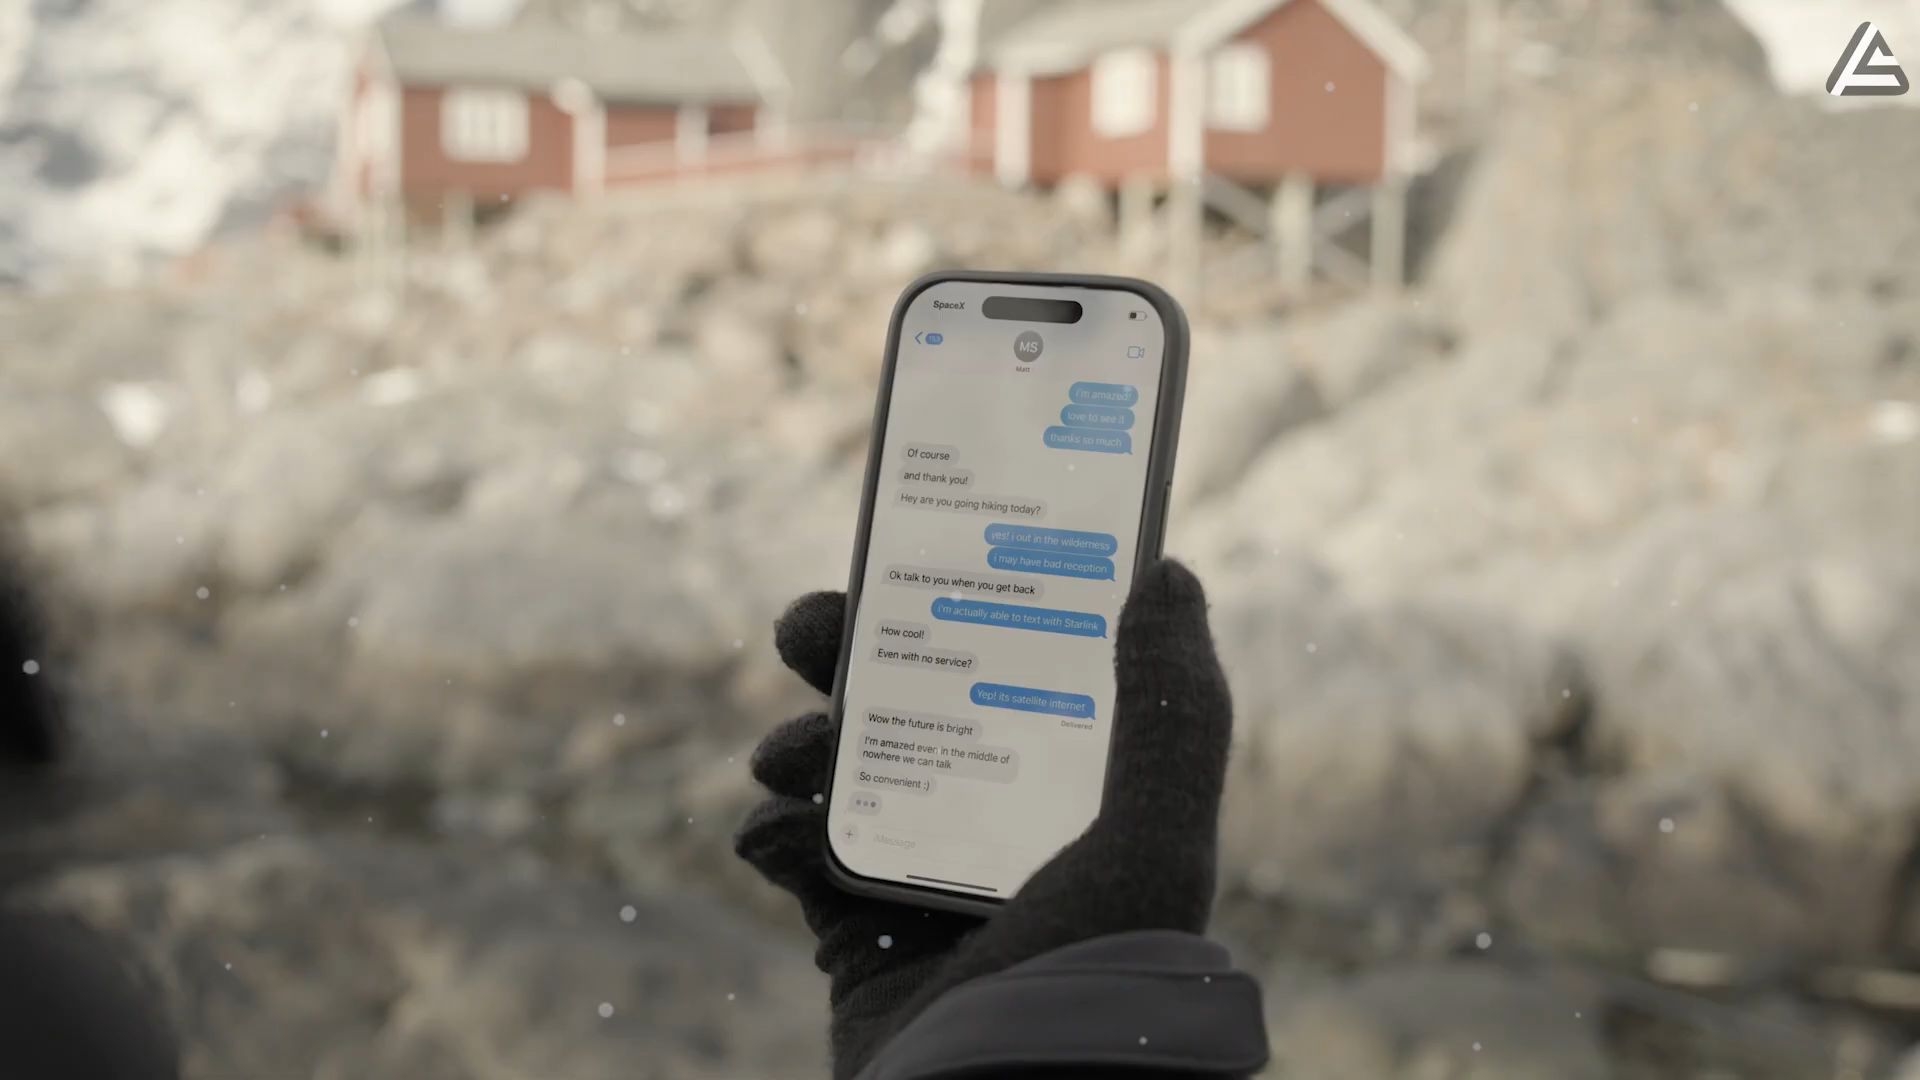 SpaceX
MS
Matt
i'm amazed!
love to see it
thanks so much
Of course
and thank you!
Hey are you going hiking today?
yes! i out in the wilderness
i may have bad reception
Ok talk to you when you get back
i'm actually able to text with Starlink
How cool!
Even with no service?
Yep! its satellite internet
Delivered
Wow the future is bright
I'm amazed even in the middle of
nowhere we can talk
So convenient :)
iMessage